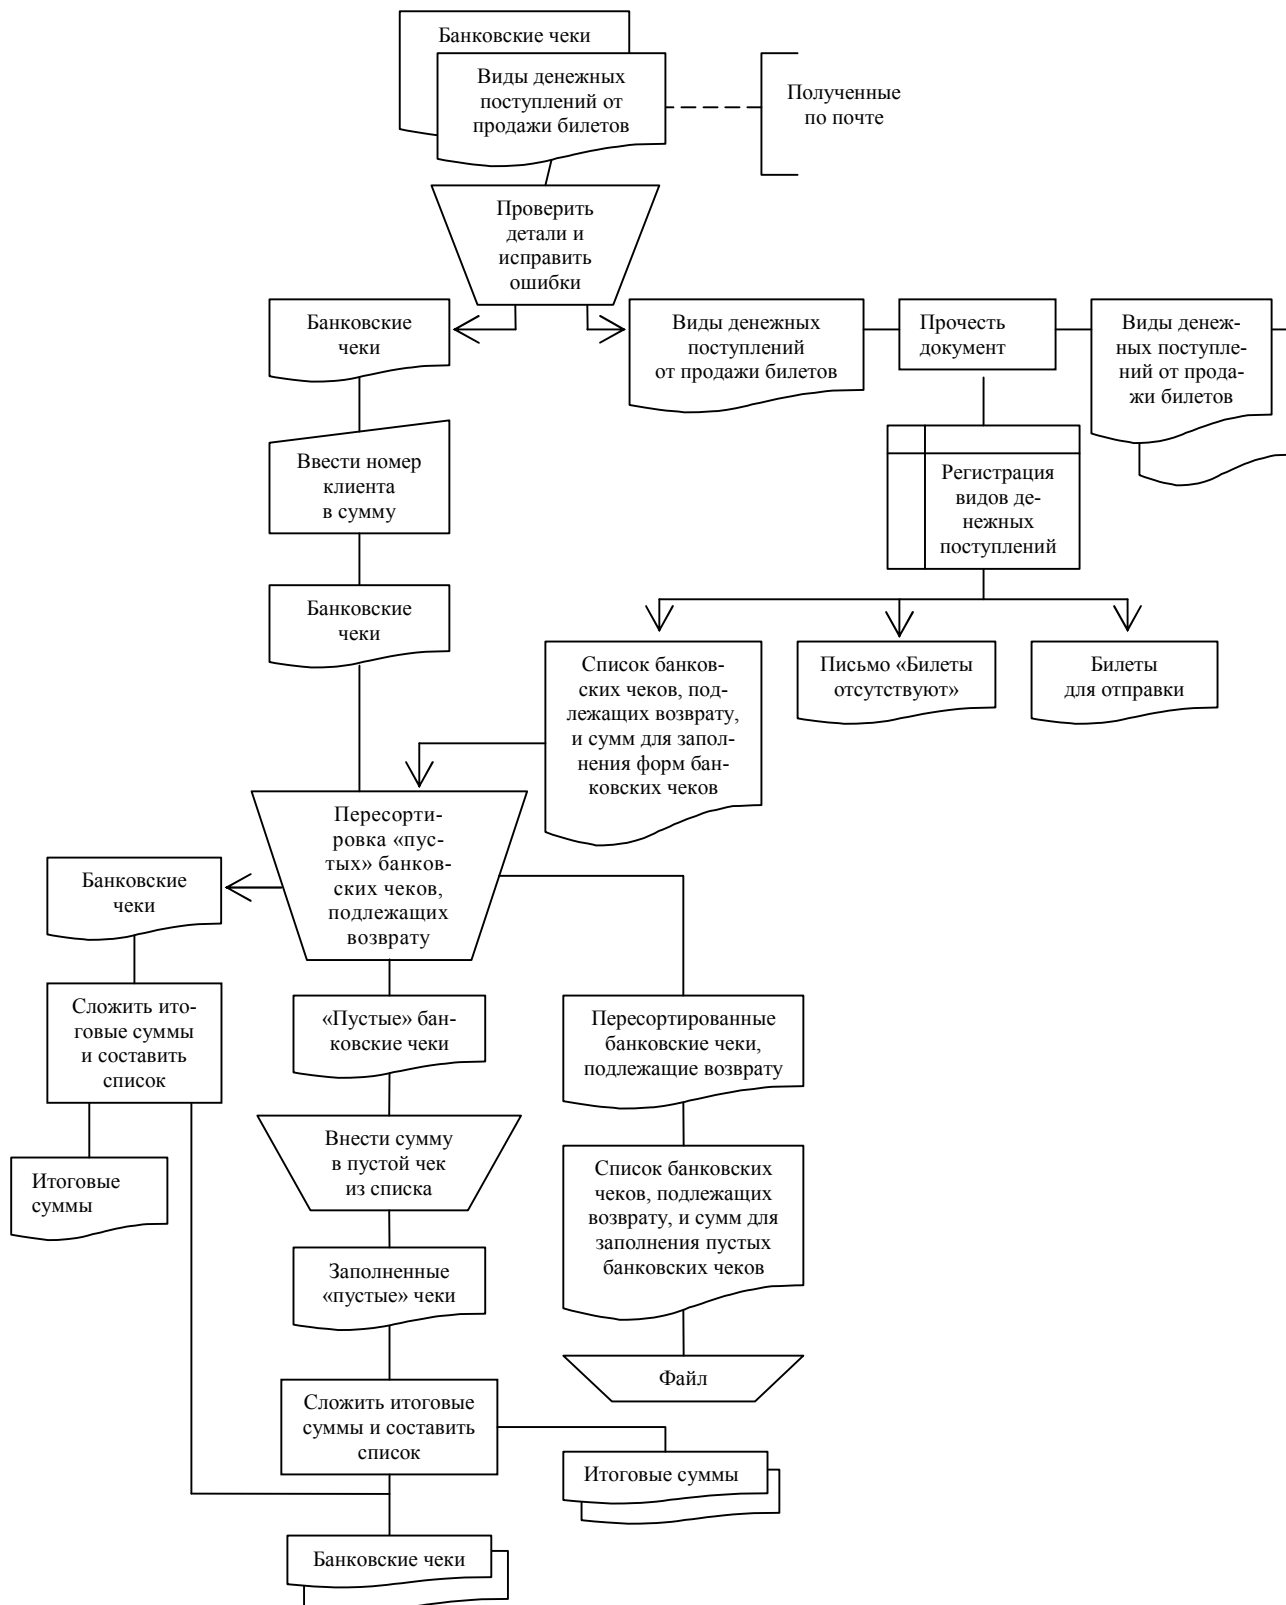 Банковские чеки
Виды денежных
поступлений от
продажи билетов
Полученные
по почте
Проверить
детали и
исправить
ошибки
Банковские
чеки
Виды денежных
поступлений
от продажи билетов
Прочесть
документ
Виды денеж-
ных поступле-
ний от прода-
жи билетов
Ввести номер
клиента
в сумму
Регистрация
видов де-
нежных
поступлений
Банковские
чеки
Список банков-
ских чеков, под-
лежащих возврату,
и сумм для запол-
нения форм бан-
ковских чеков
Письмо «Билеты
отсутствуют»
Билеты
для отправки
Пересорти-
ровка «пус-
тых» банков-
ских чеков,
подлежащих
возврату
Банковские
чеки
Сложить ито-
говые суммы
и составить
список
«Пустые» бан-
ковские чеки
Пересортированные
банковские чеки,
подлежащие возврату
Внести сумму
в пустой чек
из списка
Список банковских
чеков, подлежащих
возврату, и сумм для
заполнения пустых
банковских чеков
Итоговые
суммы
Заполненные
«пустые» чеки
Файл
Сложить итоговые
суммы и составить
список
Итоговые суммы
Банковские чеки